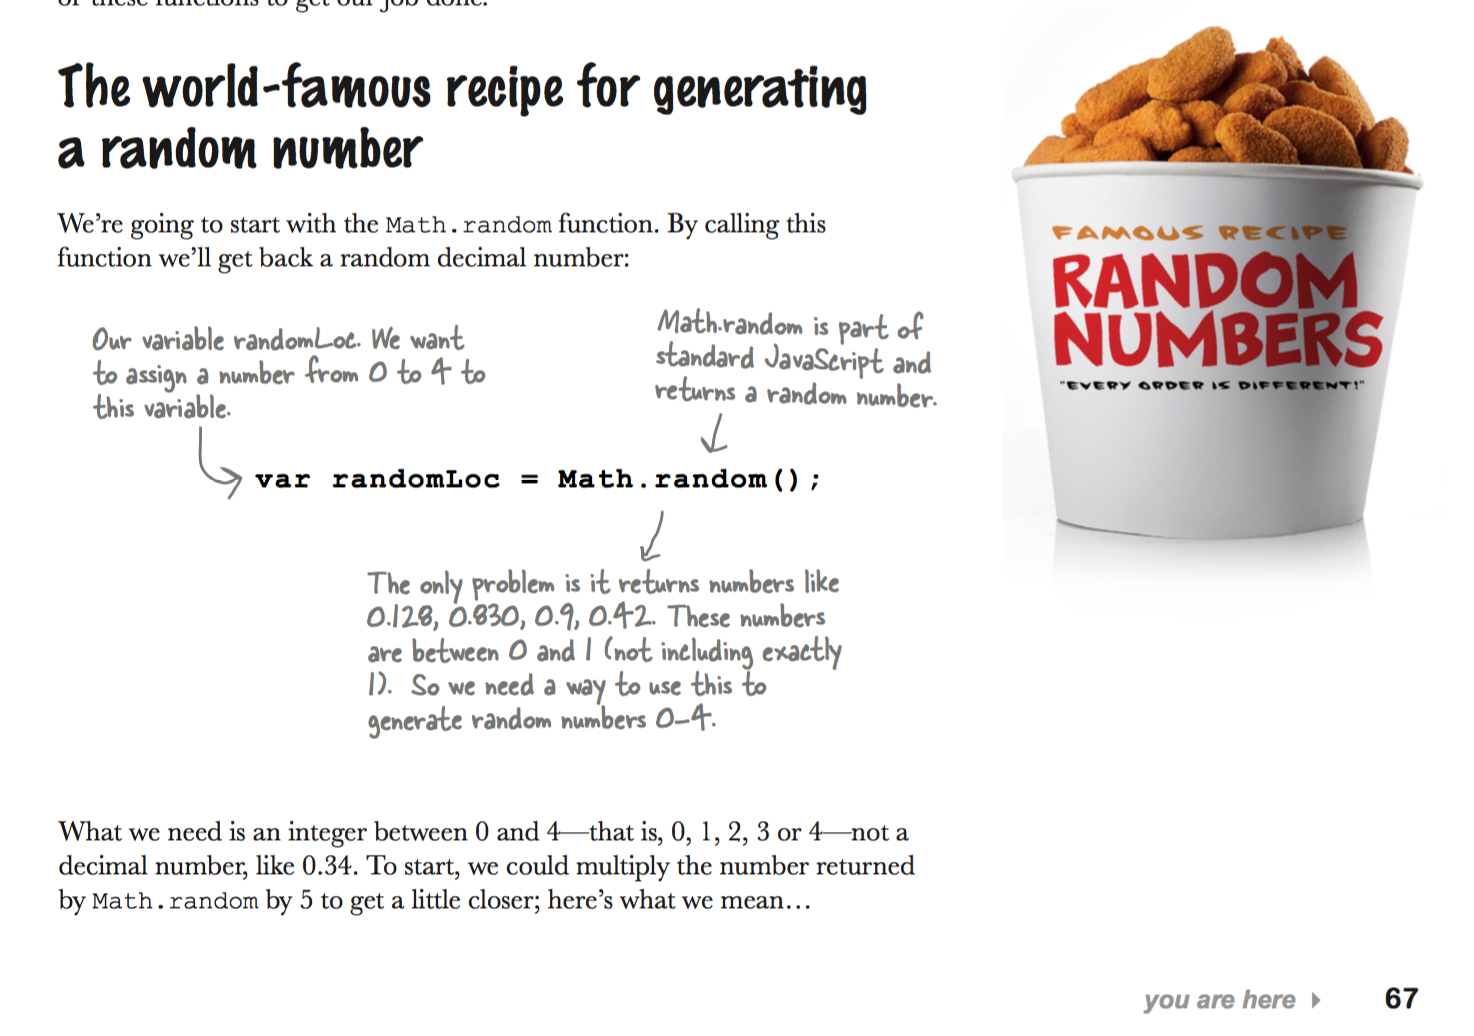 of these functions to get our job done.
The world-famous recipe for generating
a random number
We’re going to start with the Math.random function. By calling this
function we’ll get back a random decimal number:
Our variable randomLoc. We want
to assign a number from 0 to 4 to
this variable.
Math.random is part of
standard JavaScript and
returns a random number.
var randomLoc = Math.random();
The only problem is it returns numbers like
0.128, 0.830, 0.9, 0.42. These numbers
are between 0 and 1 (not including exactly
1). So we need a way to use this to
generate random numbers 0–4.
What we need is an integer between 0 and 4—that is, 0, 1, 2, 3 or 4—not a
decimal number, like 0.34. To start, we could multiply the number returned
by Math.random by 5 to get a little closer; here’s what we mean…
FAMOUS RECIPE
RANDOM
NUMBERS
"EVERY ORDER IS DIFFERENT!"
you are here 67